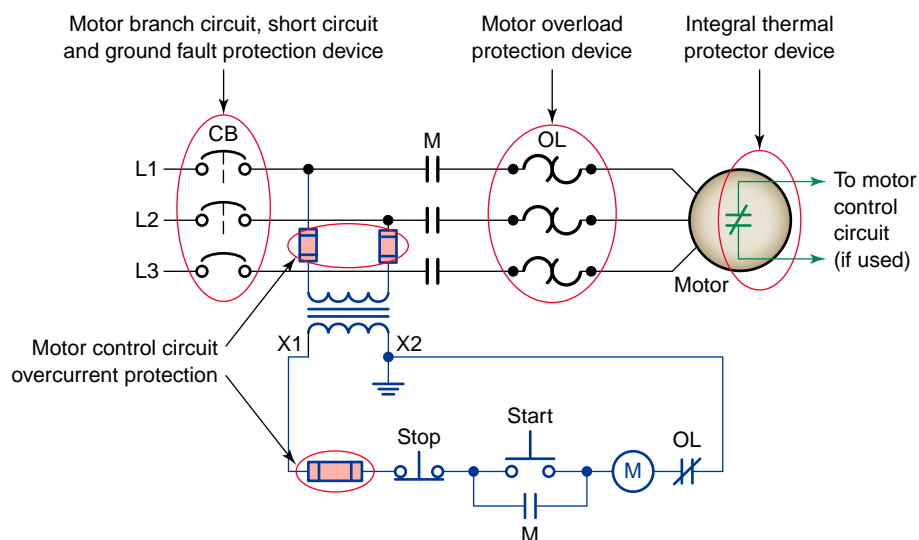 Motor branch circuit, short circuit
and ground fault protection device
Motor overload
protection device
Integral thermal
protector device
CB
M
OL
L1
L2
L3
To motor
control
circuit
(if used)
Motor
X1
X2
Motor control circuit
overcurrent protection
Stop
Start
OL
M
M